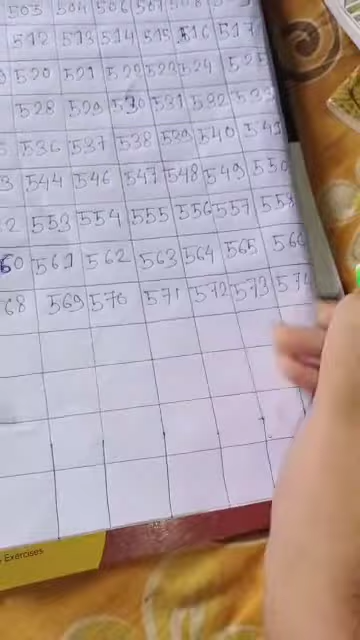 503 504 506 507 508
512 513 514 515 516 517
520 521 522 523 524 525
528 529 530 531 532 533
536 537 538 539 540 541
544 546 547 548 549 550
553 554 555 556 557 558
60 561 562 563 564 565 566
68 569 570 571 572 573 574
Exercises